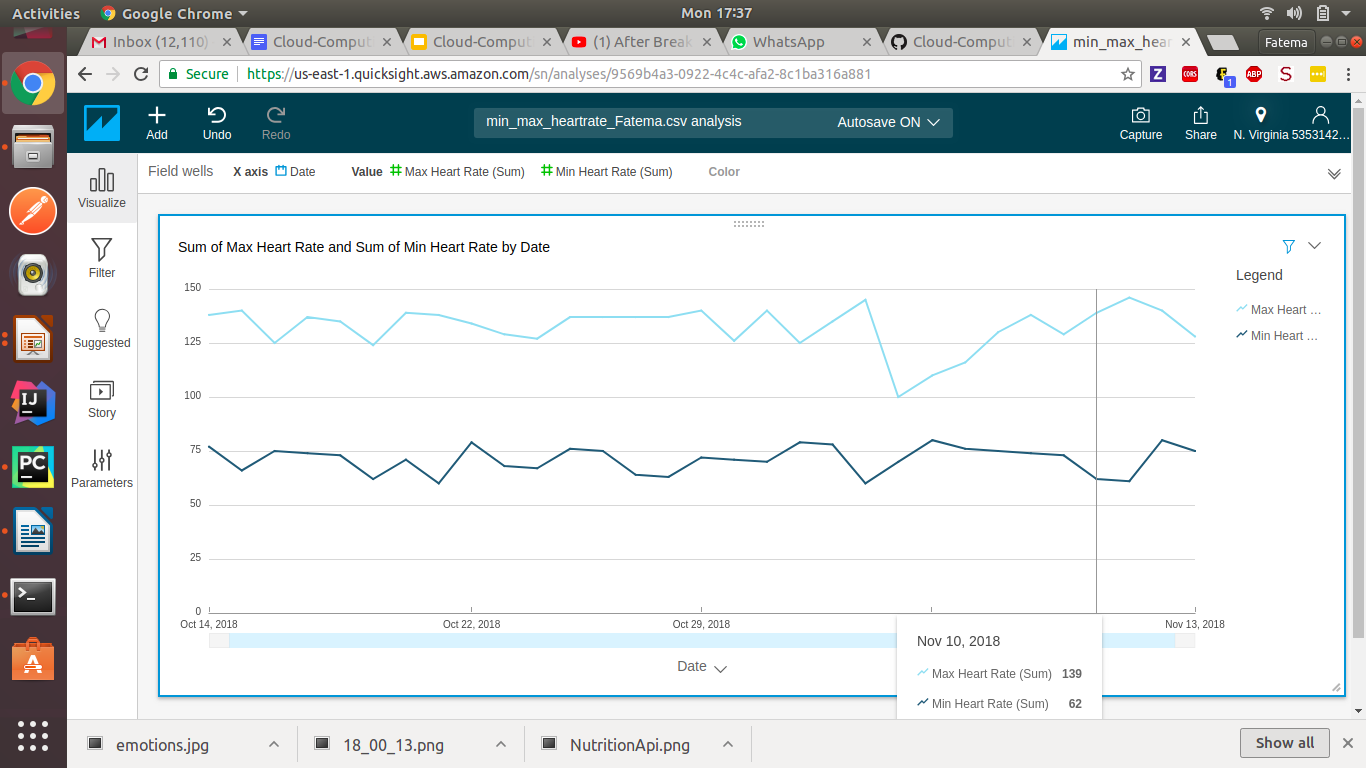 Activities Google Chrome Mon 17:37
Inbox (12,110) Cloud-Comput Cloud-Comput (1) After Break WhatsApp Cloud-Comput min_max_hear Fatema
Secure https://us-east-1.quicksight.aws.amazon.com/sn/analyses/9569b4a3-0922-4c4c-afa2-8c1ba316a881 Z CORS 1 ABP S
Add Undo Redo min_max_heartrate_Fatema.csv analysis Autosave ON Capture Share N. Virginia 5353142...
Field wells X axis Date Value Max Heart Rate (Sum) Min Heart Rate (Sum) Color
Visualize
Filter
Suggested
Story
Parameters
Sum of Max Heart Rate and Sum of Min Heart Rate by Date
Legend
Max Heart ...
Min Heart ...
150
125
100
75
50
25
0
Oct 14, 2018 Oct 22, 2018 Oct 29, 2018 Nov 13, 2018
Date
Nov 10, 2018
Max Heart Rate (Sum) 139
Min Heart Rate (Sum) 62
IJ
PC
emotions.jpg 18_00_13.png NutritionApi.png Show all